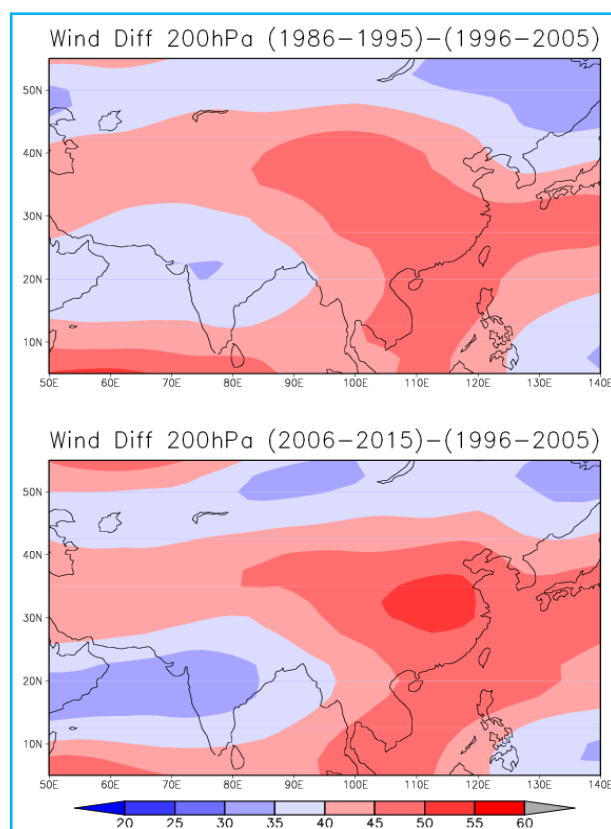 Wind Diff 200hPa (1986−1995)−(1996−2005)
50N
40N
30N
20N
10N
50E 60E 70E 80E 90E 100E 110E 120E 130E 140E
Wind Diff 200hPa (2006−2015)−(1996−2005)
50N
40N
30N
20N
10N
50E 60E 70E 80E 90E 100E 110E 120E 130E 140E
20 25 30 35 40 45 50 55 60